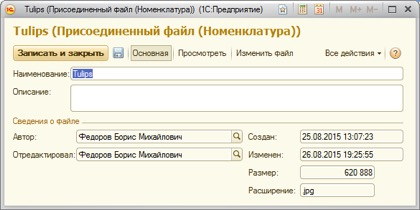 Tulips (Присоединенный файл (Номенклатура)) (1С:Предприятие)
M M+ M-
Tulips (Присоединенный файл (Номенклатура))
Записать и закрыть Основная Просмотреть Изменить файл Все действия
Наименование: Tulips
Описание:
Сведения о файле
Автор: Федоров Борис Михайлович Создан: 25.08.2015 13:07:23
Отредактировал: Федоров Борис Михайлович Изменен: 26.08.2015 19:25:55
Размер: 620 888
Расширение: .jpg